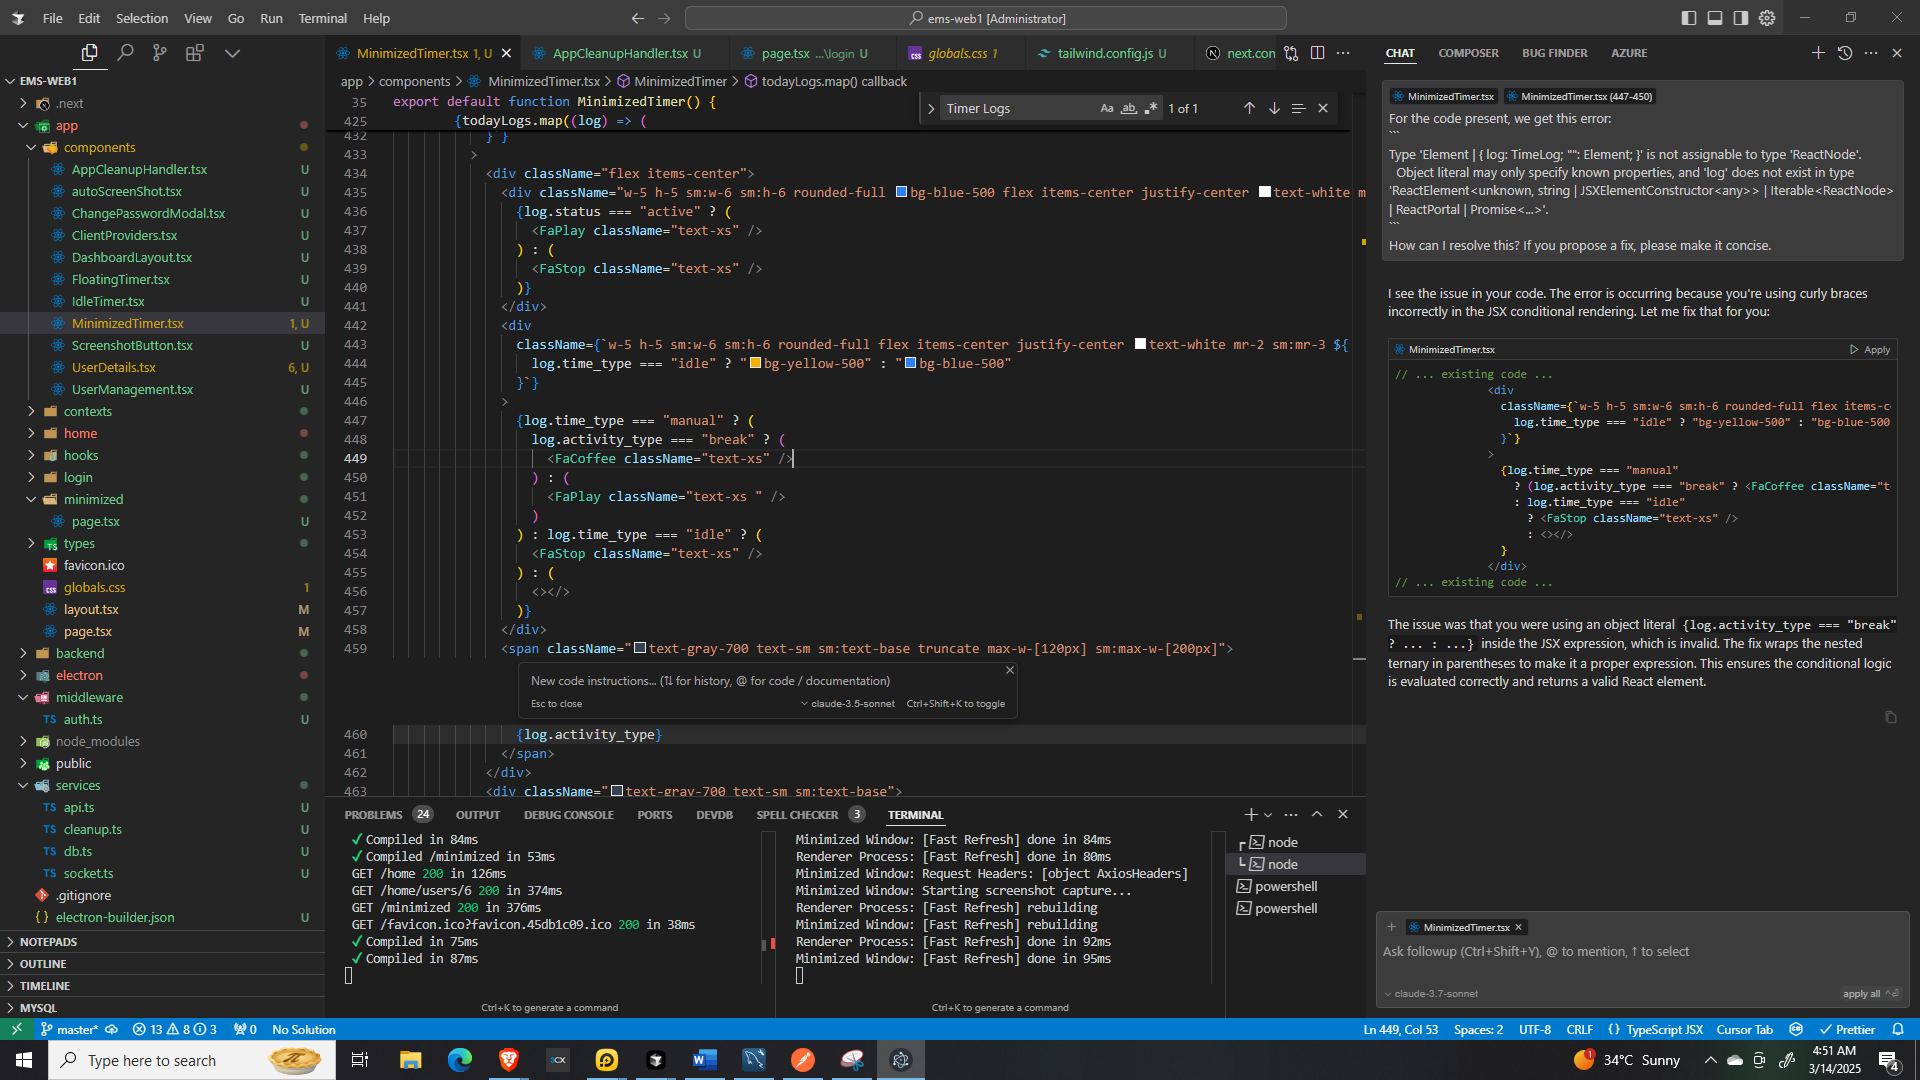 File Edit Selection View Go Run Terminal Help
ems-web1 [Administrator]
EMS-WEB1
.next
app
components
AppCleanupHandler.tsx U
autoScreenShot.tsx U
ChangePasswordModal.tsx U
ClientProviders.tsx U
DashboardLayout.tsx U
FloatingTimer.tsx U
IdleTimer.tsx U
MinimizedTimer.tsx 1, U
ScreenshotButton.tsx U
UserDetails.tsx 6, U
UserManagement.tsx U
contexts
home
hooks
login
minimized
page.tsx U
types
favicon.ico
globals.css 1
layout.tsx M
page.tsx M
backend
electron
middleware
TS auth.ts U
node_modules
public
services
TS api.ts U
TS cleanup.ts U
TS db.ts U
TS socket.ts U
.gitignore
{} electron-builder.json U
NOTEPADS
OUTLINE
TIMELINE
MYSQL
MinimizedTimer.tsx 1, U AppCleanupHandler.tsx U page.tsx ...\login U globals.css 1 tailwind.config.js U next.con
app > components > MinimizedTimer.tsx > MinimizedTimer > todayLogs.map() callback
Timer Logs Aa ab 1 of 1
35 export default function MinimizedTimer() {
425 {todayLogs.map((log) => (
432 } }
433 >
434 <div className="flex items-center">
435 <div className="w-5 h-5 sm:w-6 sm:h-6 rounded-full bg-blue-500 flex items-center justify-center text-white m
436 {log.status === "active" ? (
437 <FaPlay className="text-xs" />
438 ) : (
439 <FaStop className="text-xs" />
440 )}
441 </div>
442 <div
443 className={`w-5 h-5 sm:w-6 sm:h-6 rounded-full flex items-center justify-center text-white mr-2 sm:mr-3 ${
444 log.time_type === "idle" ? "bg-yellow-500" : "bg-blue-500"
445 }`}
446 >
447 {log.time_type === "manual" ? (
448 log.activity_type === "break" ? (
449 <FaCoffee className="text-xs" />
450 ) : (
451 <FaPlay className="text-xs " />
452 )
453 ) : log.time_type === "idle" ? (
454 <FaStop className="text-xs" />
455 ) : (
456 <></>
457 )}
458 </div>
459 <span className="text-gray-700 text-sm sm:text-base truncate max-w-[120px] sm:max-w-[200px]">
New code instructions... (⇅ for history, @ for code / documentation)
Esc to close claude-3.5-sonnet Ctrl+Shift+K to toggle
460 {log.activity_type}
461 </span>
462 </div>
463 <div className="text-gray-700 text-sm sm:text-base">
PROBLEMS 24 OUTPUT DEBUG CONSOLE PORTS DEVDB SPELL CHECKER 3 TERMINAL
✓ Compiled in 84ms
✓ Compiled /minimized in 53ms
GET /home 200 in 126ms
GET /home/users/6 200 in 374ms
GET /minimized 200 in 376ms
GET /favicon.ico?favicon.45db1c09.ico 200 in 38ms
✓ Compiled in 75ms
✓ Compiled in 87ms
Ctrl+K to generate a command
Minimized Window: [Fast Refresh] done in 84ms
Renderer Process: [Fast Refresh] done in 80ms
Minimized Window: Request Headers: [object AxiosHeaders]
Minimized Window: Starting screenshot capture...
Renderer Process: [Fast Refresh] rebuilding
Minimized Window: [Fast Refresh] rebuilding
Renderer Process: [Fast Refresh] done in 92ms
Minimized Window: [Fast Refresh] done in 95ms
Ctrl+K to generate a command
node
node
powershell
powershell
CHAT COMPOSER BUG FINDER AZURE
MinimizedTimer.tsx MinimizedTimer.tsx (447-450)
For the code present, we get this error:
```
Type 'Element | { log: TimeLog; "": Element; }' is not assignable to type 'ReactNode'.
Object literal may only specify known properties, and 'log' does not exist in type
'ReactElement<unknown, string | JSXElementConstructor<any>> | Iterable<ReactNode>
| ReactPortal | Promise<...>'.
```
How can I resolve this? If you propose a fix, please make it concise.
I see the issue in your code. The error is occurring because you're using curly braces
incorrectly in the JSX conditional rendering. Let me fix that for you:
MinimizedTimer.tsx Apply
// ... existing code ...
<div
className={`w-5 h-5 sm:w-6 sm:h-6 rounded-full flex items-c
log.time_type === "idle" ? "bg-yellow-500" : "bg-blue-500
}`}
>
{log.time_type === "manual"
? (log.activity_type === "break" ? <FaCoffee className="t
: log.time_type === "idle"
? <FaStop className="text-xs" />
: <></>
}
</div>
// ... existing code ...
The issue was that you were using an object literal {log.activity_type === "break"
? ... : ...} inside the JSX expression, which is invalid. The fix wraps the nested
ternary in parentheses to make it a proper expression. This ensures the conditional logic
is evaluated correctly and returns a valid React element.
MinimizedTimer.tsx
Ask followup (Ctrl+Shift+Y), @ to mention, ↑ to select
claude-3.7-sonnet apply all
master* 13 8 3 0 No Solution
Ln 449, Col 53 Spaces: 2 UTF-8 CRLF {} TypeScript JSX Cursor Tab Prettier
Type here to search
34°C Sunny
4:51 AM
3/14/2025
4